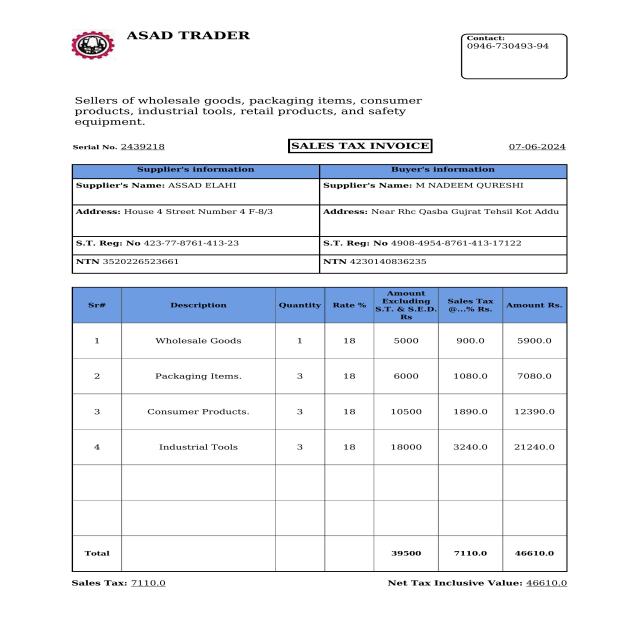 ASAD TRADER
Contact:
0946-730493-94
Sellers of wholesale goods, packaging items, consumer
products, industrial tools, retail products, and safety
equipment.
Serial No. 2439218 SALES TAX INVOICE 07-06-2024
Supplier's information Buyer's information
Supplier's Name: ASSAD ELAHI Supplier's Name: M NADEEM QURESHI
Address: House 4 Street Number 4 F-8/3 Address: Near Rhc Qasba Gujrat Tehsil Kot Addu
S.T. Reg: No 423-77-8761-413-23 S.T. Reg: No 4908-4954-8761-413-17122
NTN 3520226523661 NTN 4230140836235
Sr# Description Quantity Rate % Amount Excluding S.T. & S.E.D. Rs Sales Tax @...% Rs. Amount Rs.
1 Wholesale Goods 1 18 5000 900.0 5900.0
2 Packaging Items. 3 18 6000 1080.0 7080.0
3 Consumer Products. 3 18 10500 1890.0 12390.0
4 Industrial Tools 3 18 18000 3240.0 21240.0
Total 39500 7110.0 46610.0
Sales Tax: 7110.0 Net Tax Inclusive Value: 46610.0